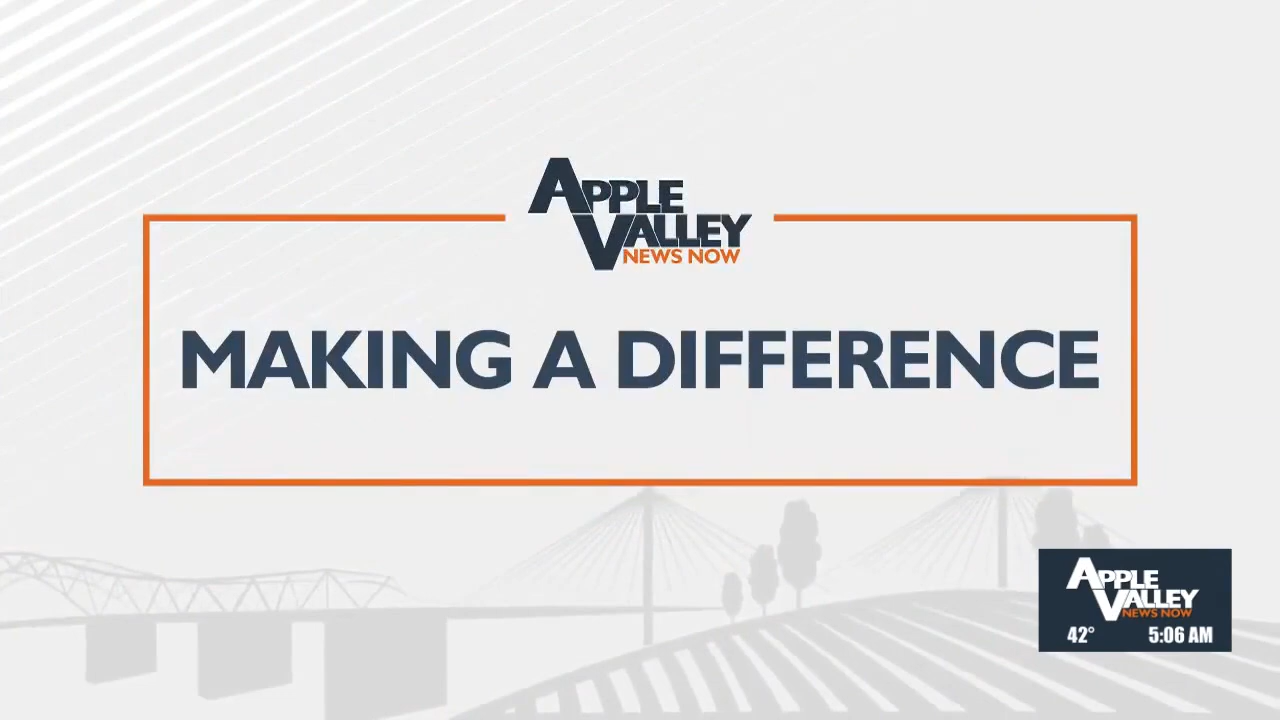 APPLE
VALLEY
NEWS NOW
MAKING A DIFFERENCE
APPLE
VALLEY
NEWS NOW
42° 5:06 AM